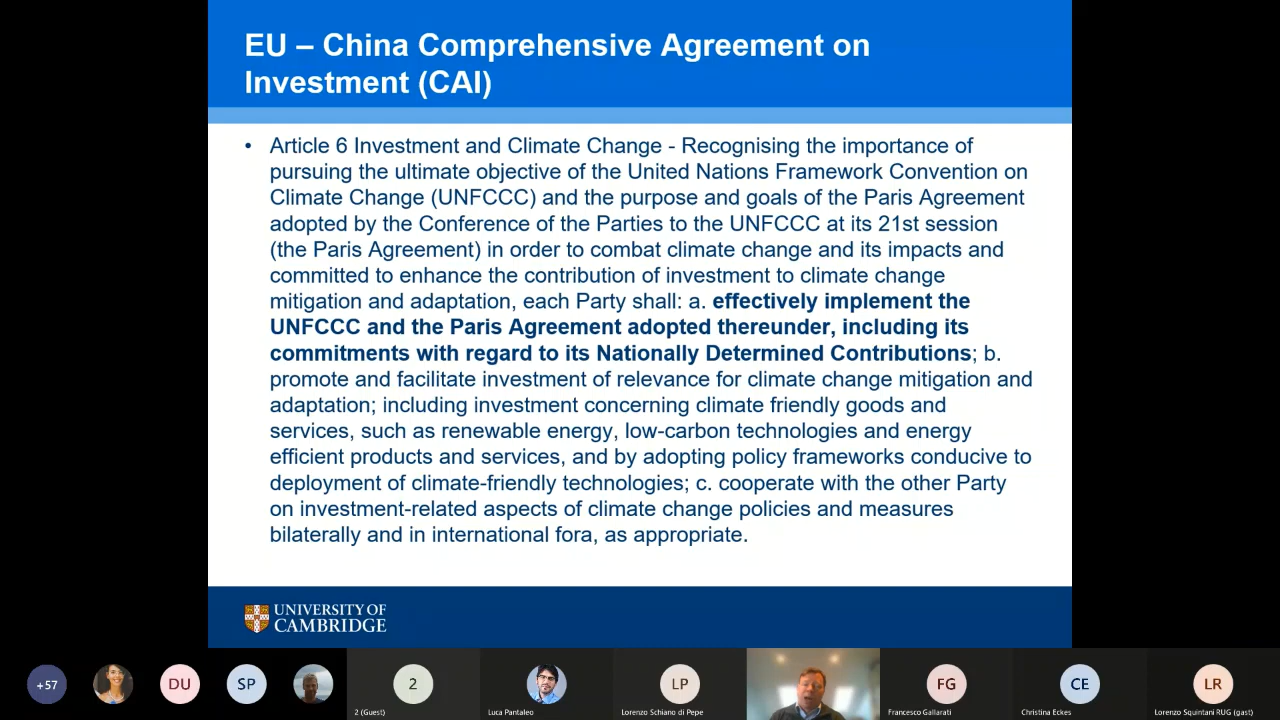 EU – China Comprehensive Agreement on
Investment (CAI)
• Article 6 Investment and Climate Change - Recognising the importance of
pursuing the ultimate objective of the United Nations Framework Convention on
Climate Change (UNFCCC) and the purpose and goals of the Paris Agreement
adopted by the Conference of the Parties to the UNFCCC at its 21st session
(the Paris Agreement) in order to combat climate change and its impacts and
committed to enhance the contribution of investment to climate change
mitigation and adaptation, each Party shall: a. effectively implement the
UNFCCC and the Paris Agreement adopted thereunder, including its
commitments with regard to its Nationally Determined Contributions; b.
promote and facilitate investment of relevance for climate change mitigation and
adaptation; including investment concerning climate friendly goods and
services, such as renewable energy, low-carbon technologies and energy
efficient products and services, and by adopting policy frameworks conducive to
deployment of climate-friendly technologies; c. cooperate with the other Party
on investment-related aspects of climate change policies and measures
bilaterally and in international fora, as appropriate.
UNIVERSITY OF
CAMBRIDGE
+57
DU
SP
2
LP
FG
CE
LR
2 (Guest)
Luca Pantaleo
Lorenzo Schiano di Pepe
Francesco Gallarati
Christina Eckes
Lorenzo Squintani RUG (gast)